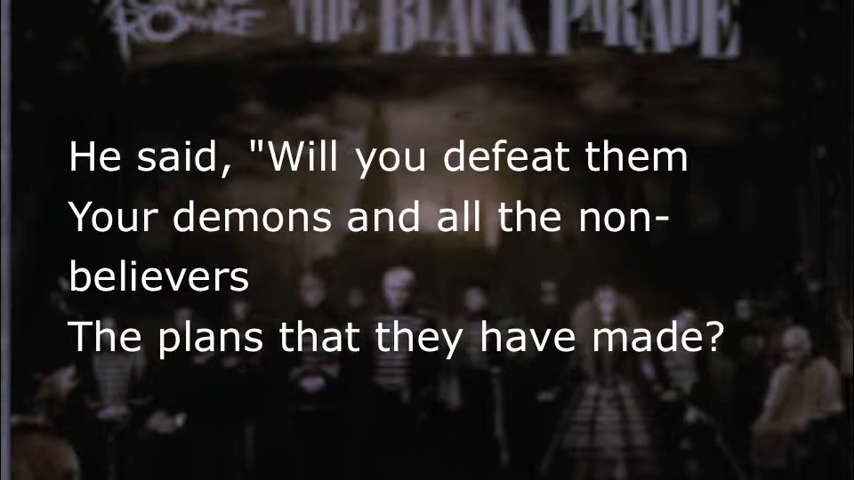 THE BLACK PARADE
He said, "Will you defeat them
Your demons and all the non-
believers
The plans that they have made?